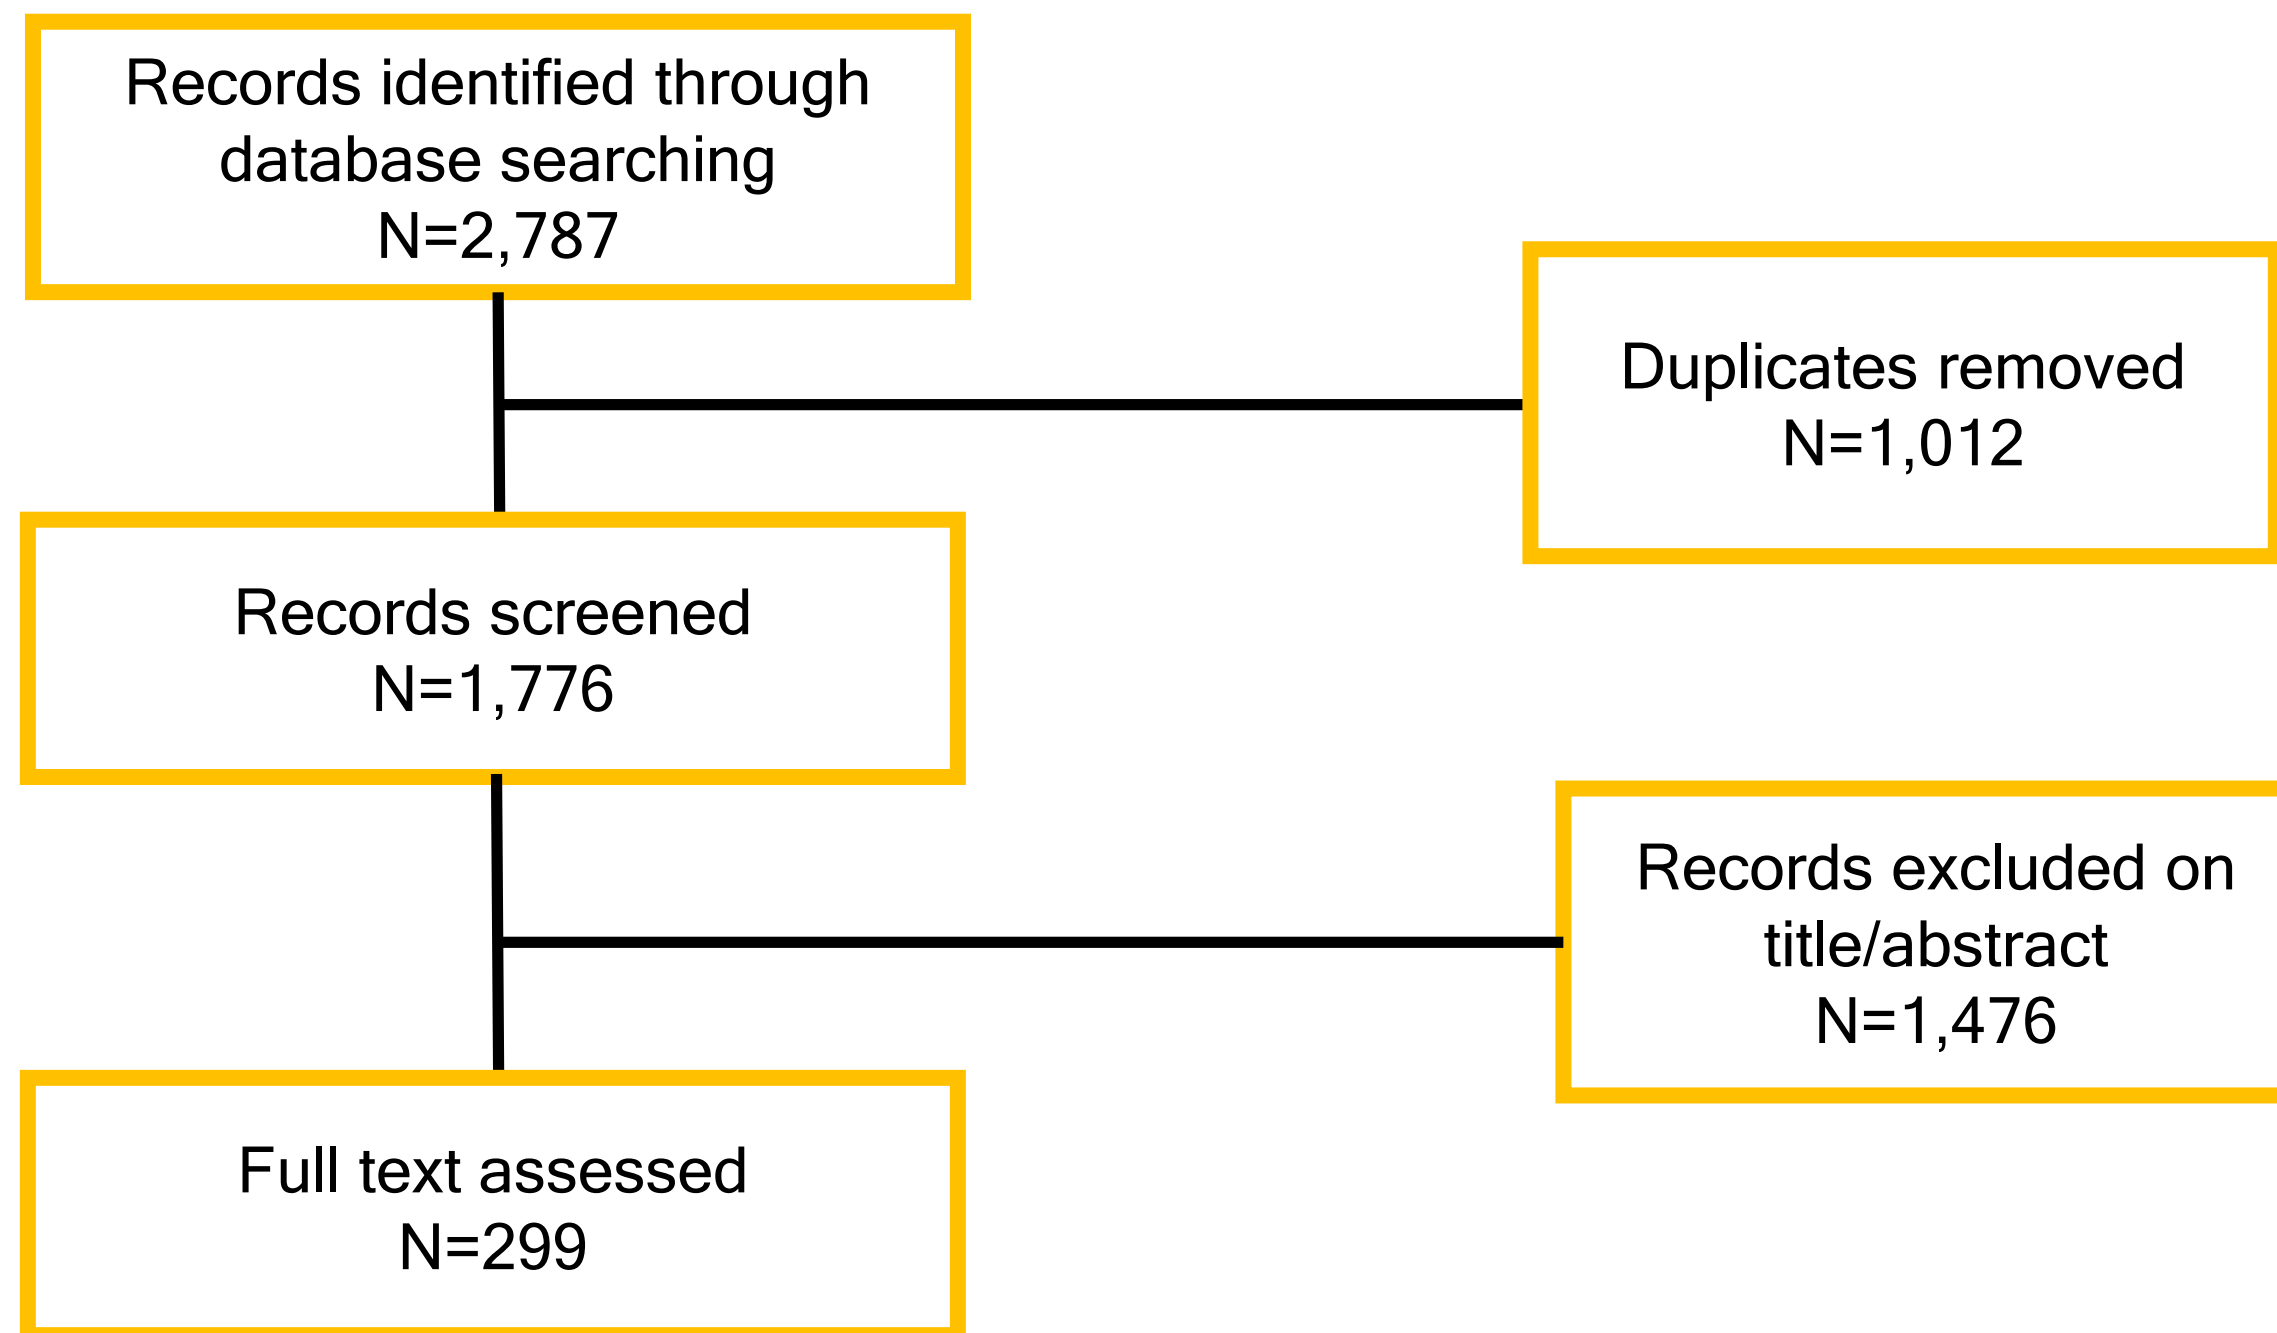 Records identified through
database searching
N=2,787
Duplicates removed
N=1,012
Records screened
N=1,776
Records excluded on
title/abstract
N=1,476
Full text assessed
N=299